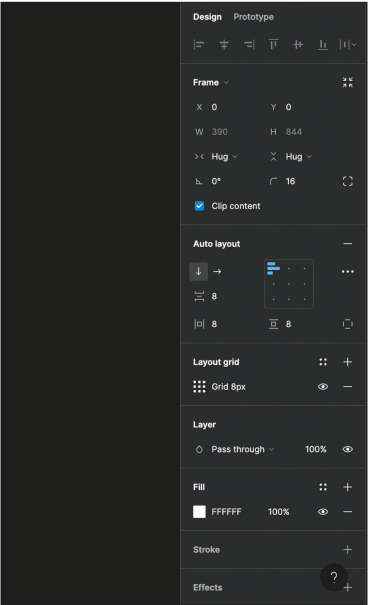 Design Prototype
Frame
X 0 Y 0
W 390 H 844
Hug Hug
0° 16
Clip content
Auto layout
8
8 8
Layout grid
Grid 8px
Layer
Pass through 100%
Fill
FFFFFF 100%
Stroke
?
Effects